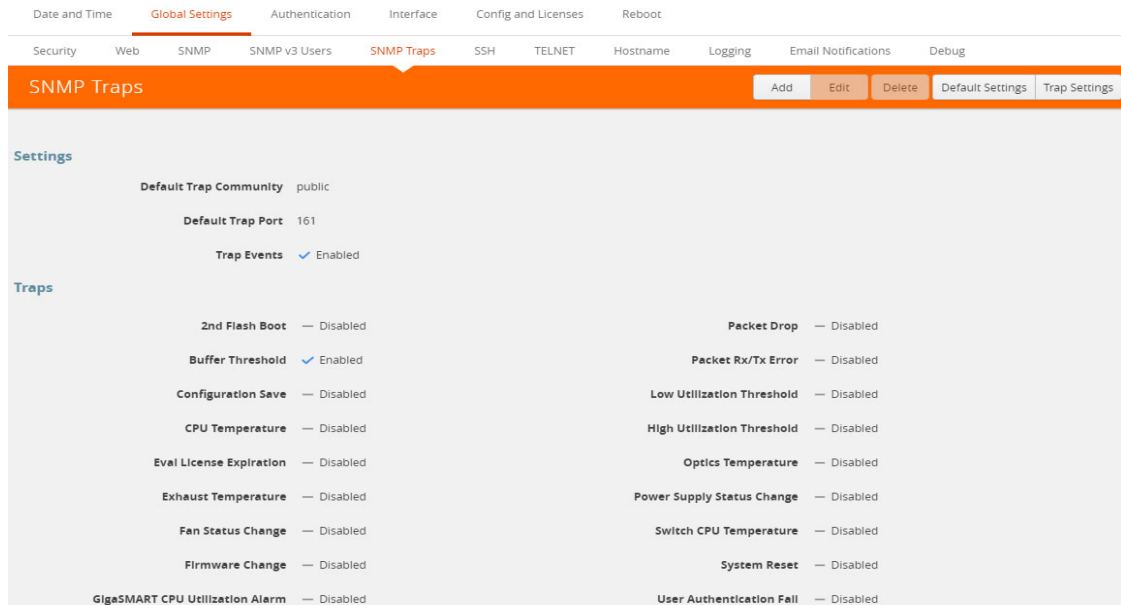 Date and Time Global Settings Authentication Interface Config and Licenses Reboot
Security Web SNMP SNMP v3 Users SNMP Traps SSH TELNET Hostname Logging Email Notifications Debug
SNMP Traps Add Edit Delete Default Settings Trap Settings
Settings
Default Trap Community public
Default Trap Port 161
Trap Events Enabled
Traps
2nd Flash Boot — Disabled Packet Drop — Disabled
Buffer Threshold Enabled Packet Rx/Tx Error — Disabled
Configuration Save — Disabled Low Utilization Threshold — Disabled
CPU Temperature — Disabled High Utilization Threshold — Disabled
Eval License Expiration — Disabled Optics Temperature — Disabled
Exhaust Temperature — Disabled Power Supply Status Change — Disabled
Fan Status Change — Disabled Switch CPU Temperature — Disabled
Firmware Change — Disabled System Reset — Disabled
GigaSMART CPU Utilization Alarm — Disabled User Authentication Fail — Disabled